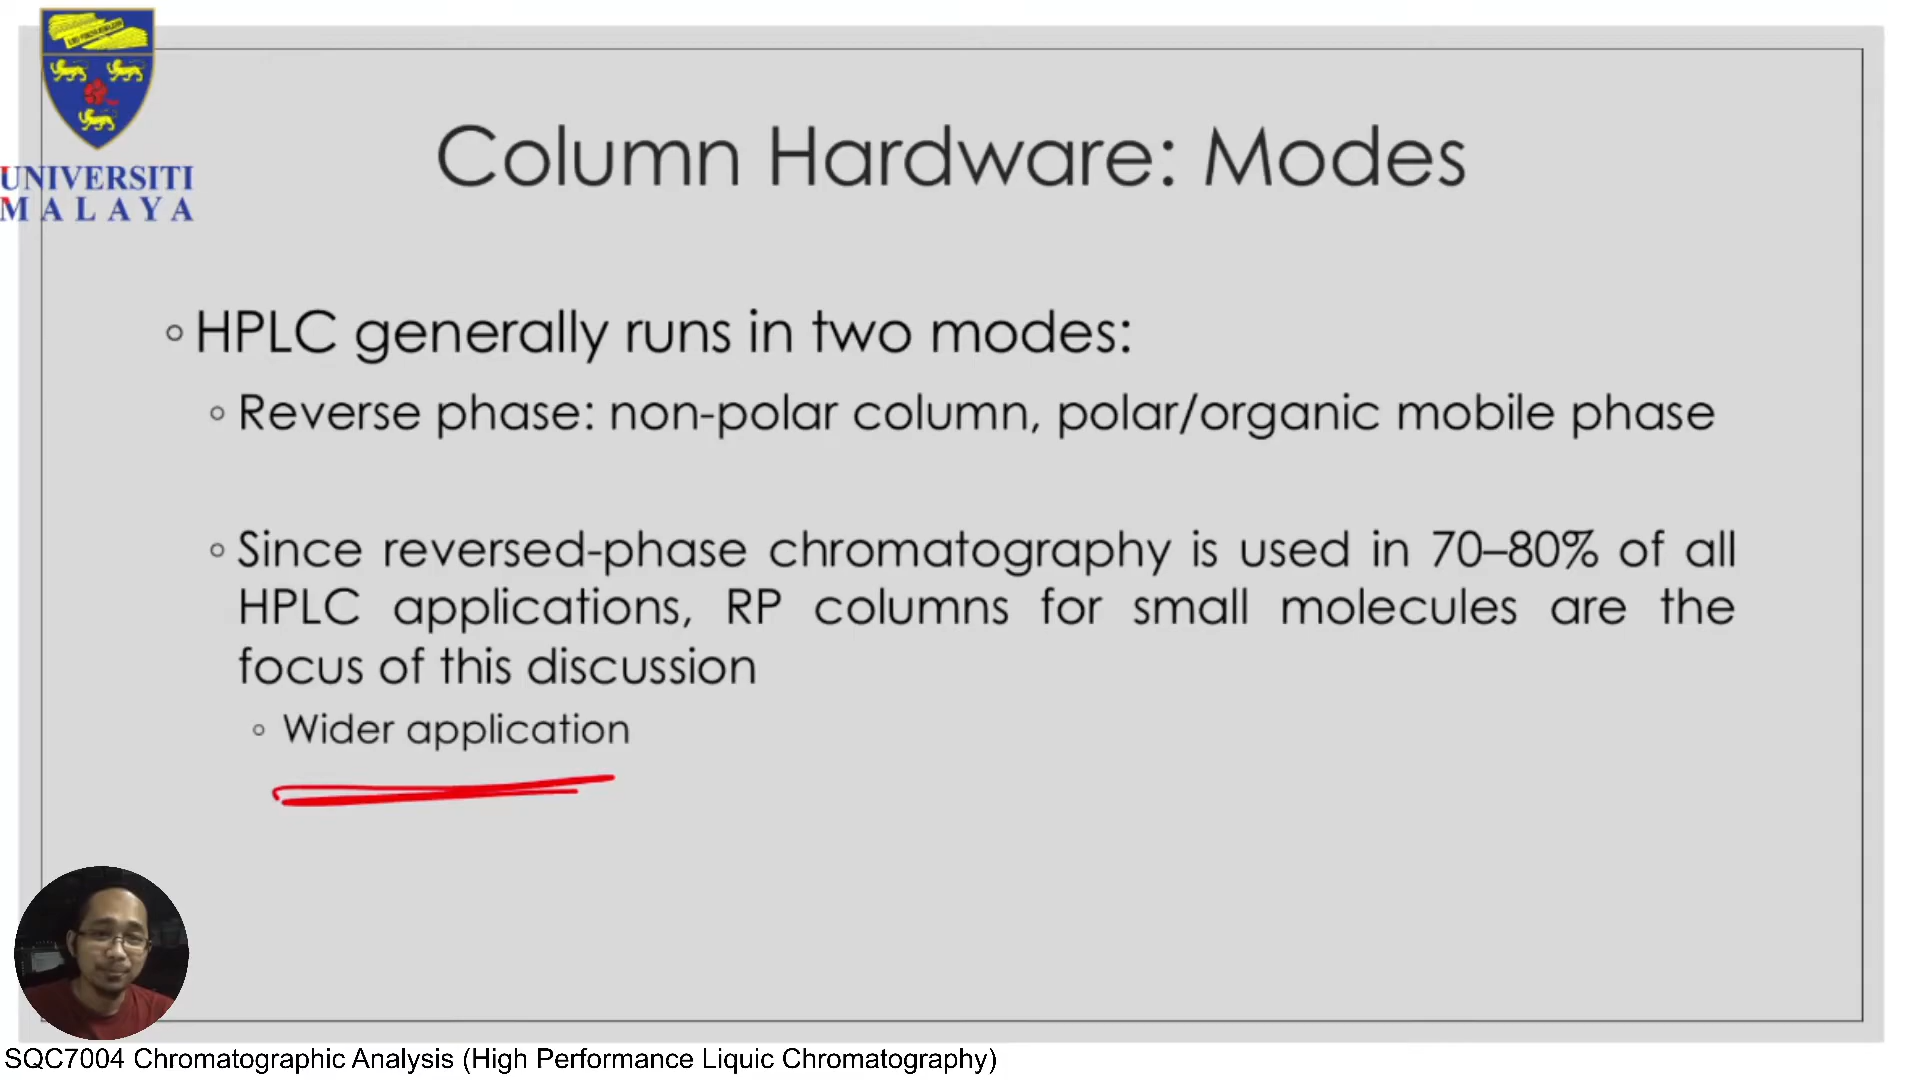 UNIVERSITI
MALAYA
Column Hardware: Modes
HPLC generally runs in two modes:
Reverse phase: non-polar column, polar/organic mobile phase
Since reversed-phase chromatography is used in 70–80% of all
HPLC applications, RP columns for small molecules are the
focus of this discussion
Wider application
SQC7004 Chromatographic Analysis (High Performance Liquic Chromatography)